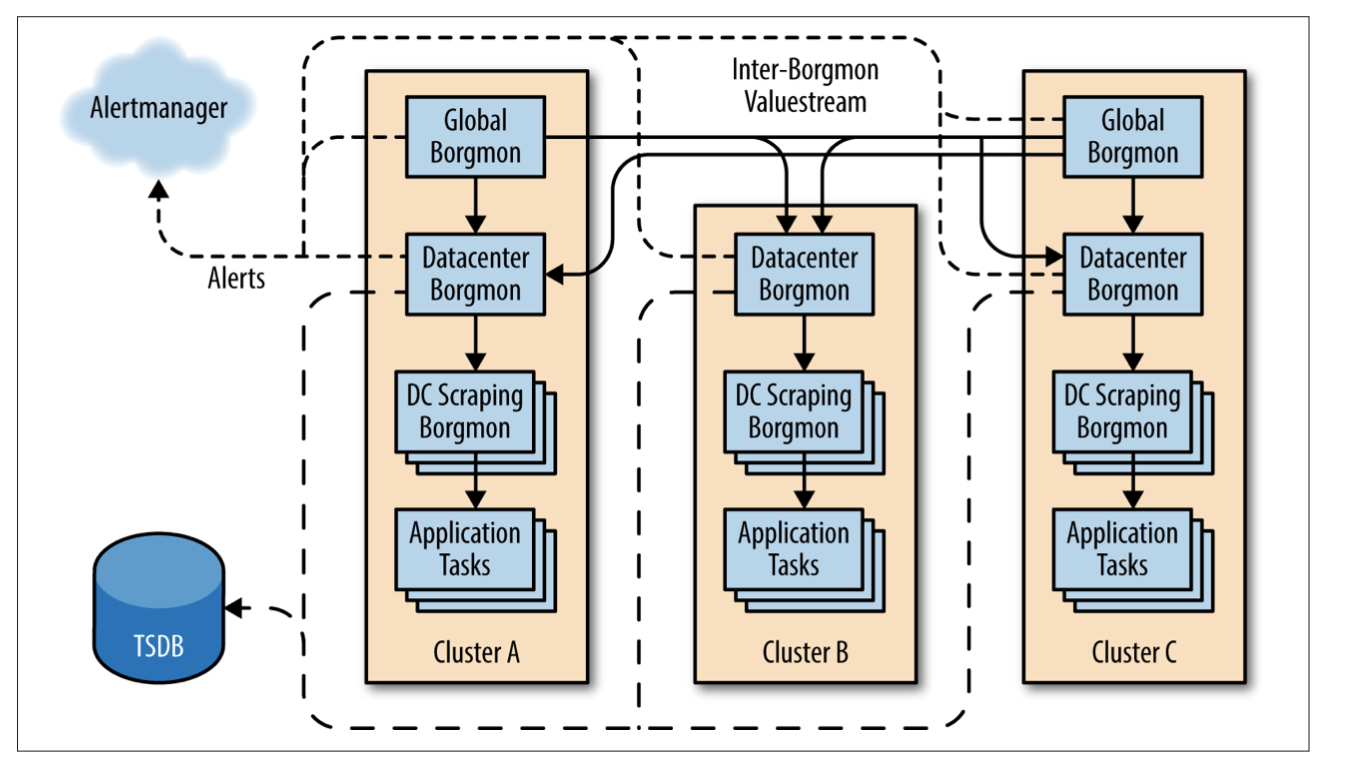 Alertmanager
Alerts
TSDB
Inter-Borgmon
Valuestream
Global
Borgmon
Datacenter
Borgmon
DC Scraping
Borgmon
Application
Tasks
Cluster A
Datacenter
Borgmon
DC Scraping
Borgmon
Application
Tasks
Cluster B
Global
Borgmon
Datacenter
Borgmon
DC Scraping
Borgmon
Application
Tasks
Cluster C